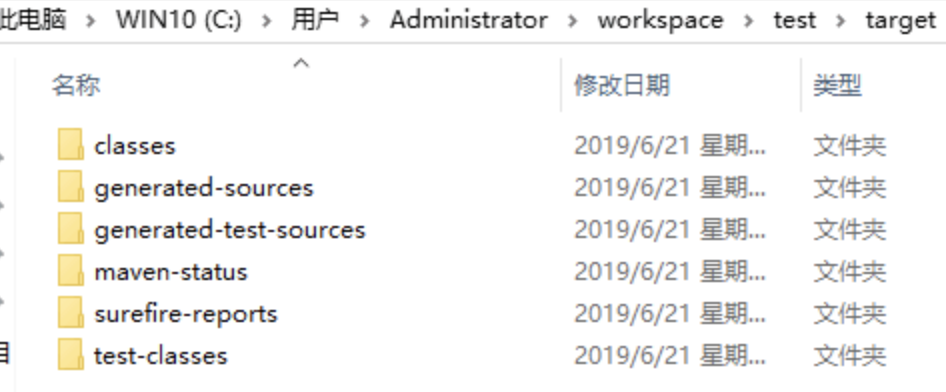 此电脑 > WIN10 (C:) > 用户 > Administrator > workspace > test > target
名称 修改日期 类型
classes 2019/6/21 星期... 文件夹
generated-sources 2019/6/21 星期... 文件夹
generated-test-sources 2019/6/21 星期... 文件夹
maven-status 2019/6/21 星期... 文件夹
surefire-reports 2019/6/21 星期... 文件夹
test-classes 2019/6/21 星期... 文件夹